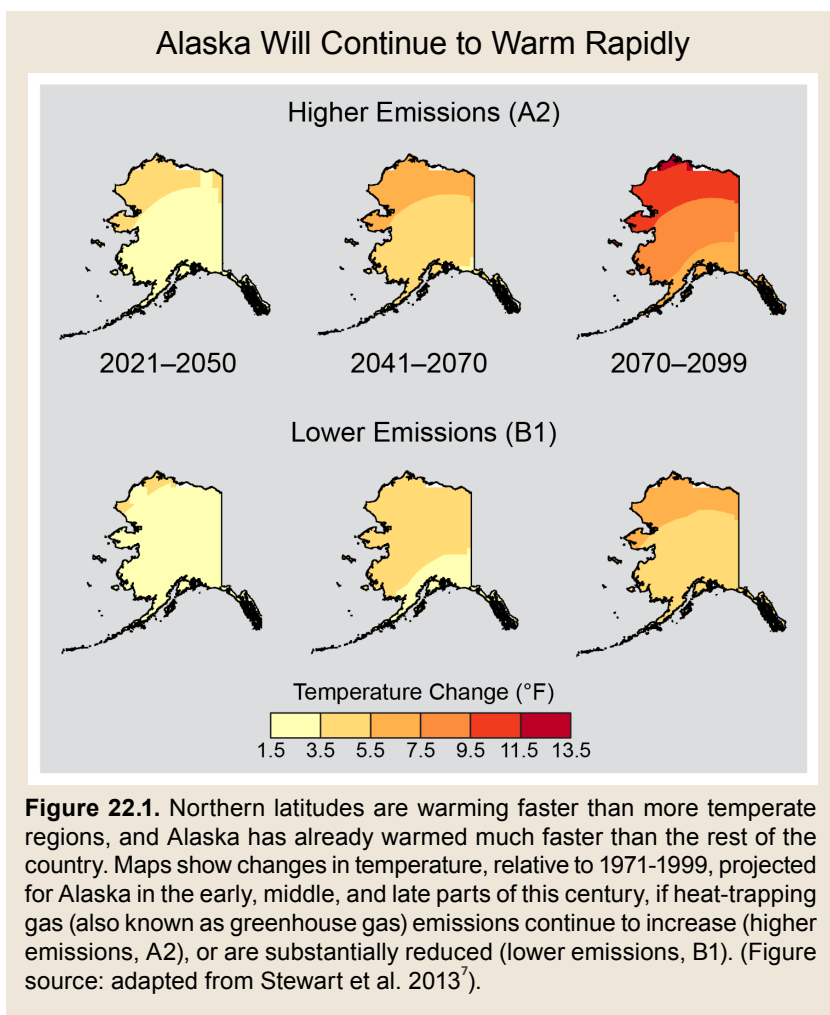 Alaska Will Continue to Warm Rapidly
Higher Emissions (A2)
2021–2050 2041–2070 2070–2099
Lower Emissions (B1)
Temperature Change (°F)
1.5 3.5 5.5 7.5 9.5 11.5 13.5
Figure 22.1. Northern latitudes are warming faster than more temperate
regions, and Alaska has already warmed much faster than the rest of the
country. Maps show changes in temperature, relative to 1971-1999, projected
for Alaska in the early, middle, and late parts of this century, if heat-trapping
gas (also known as greenhouse gas) emissions continue to increase (higher
emissions, A2), or are substantially reduced (lower emissions, B1). (Figure
source: adapted from Stewart et al. 2013⁷).